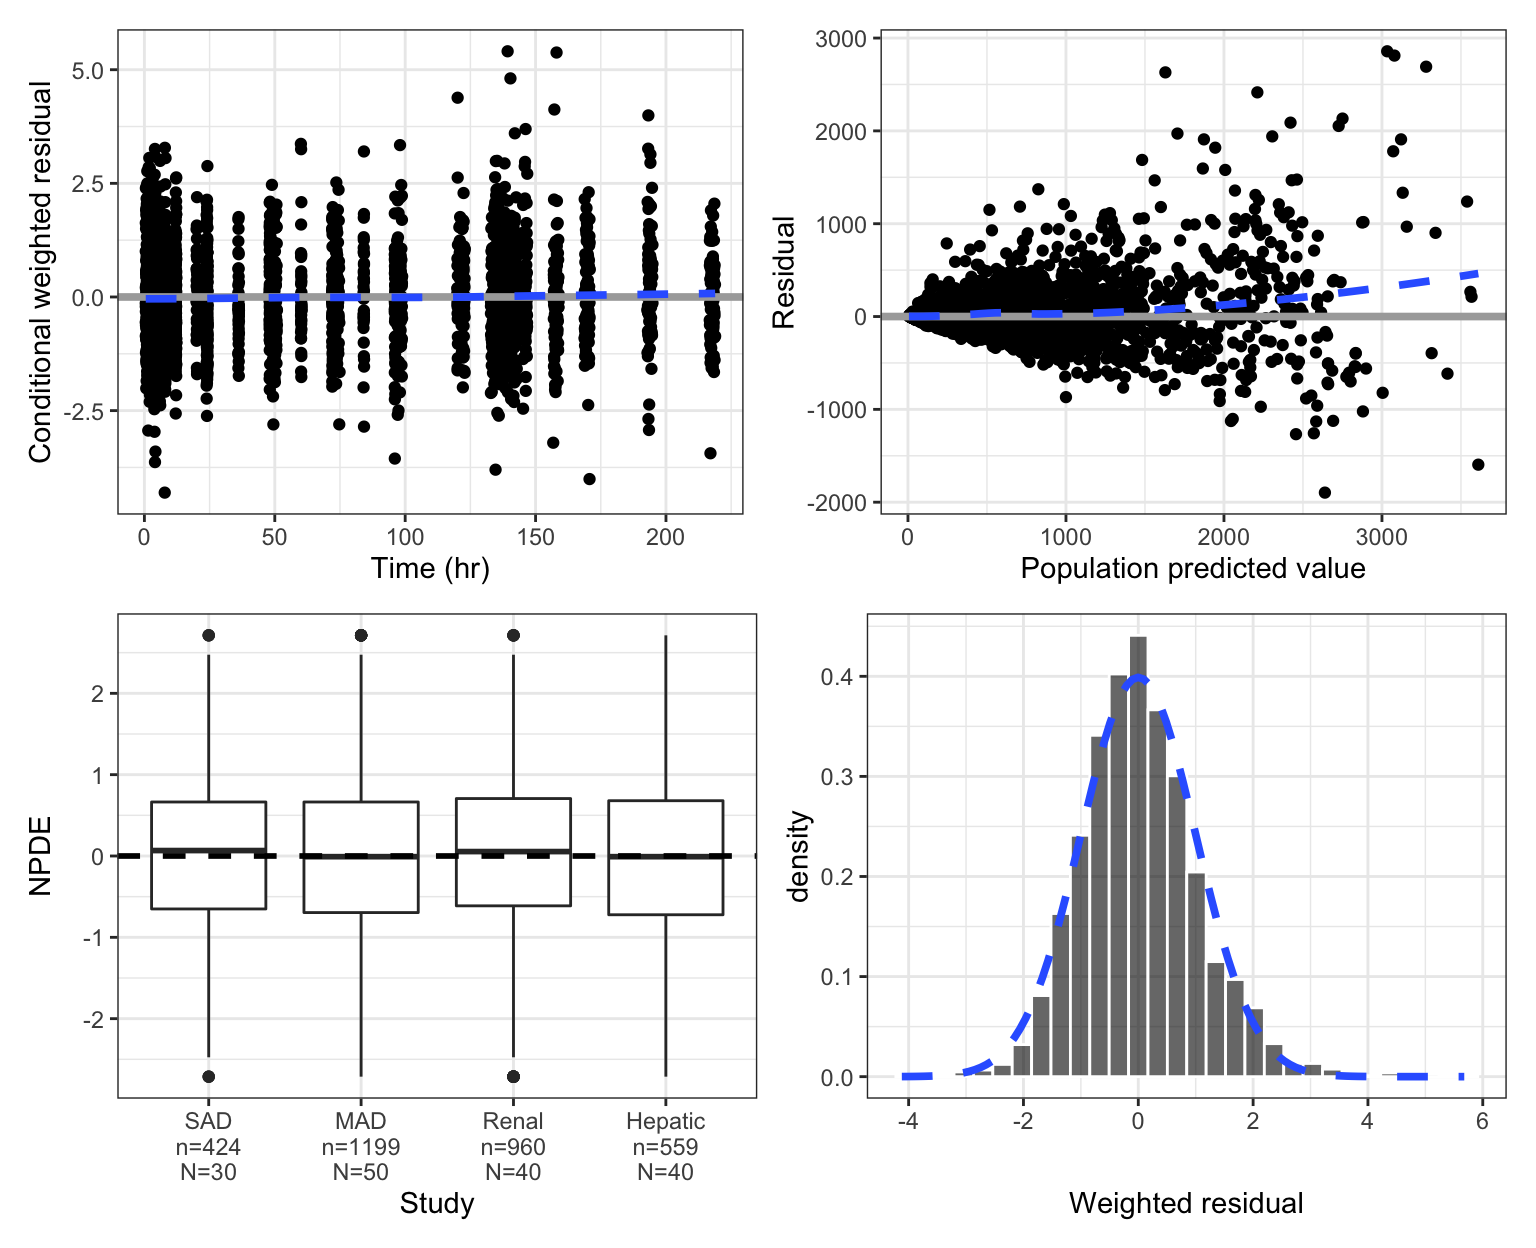 Conditional weighted residual
5.0
2.5
0.0
-2.5
0 50 100 150 200
Time (hr)
Residual
3000
2000
1000
0
-1000
-2000
0 1000 2000 3000
Population predicted value
NPDE
2
1
0
-1
-2
SAD MAD Renal Hepatic
n=424 n=1199 n=960 n=559
N=30 N=50 N=40 N=40
Study
density
0.4
0.3
0.2
0.1
0.0
-4 -2 0 2 4 6
Weighted residual